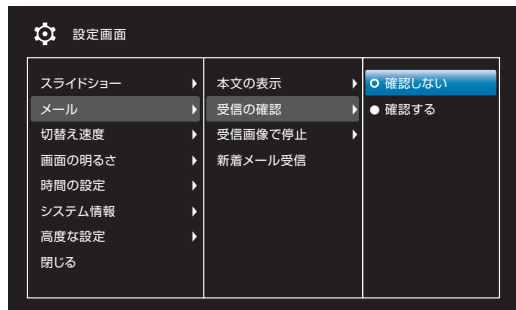 設定画面
スライドショー
メール
切替え速度
画面の明るさ
時間の設定
システム情報
高度な設定
閉じる
本文の表示
受信の確認
受信画像で停止
新着メール受信
確認しない
確認する